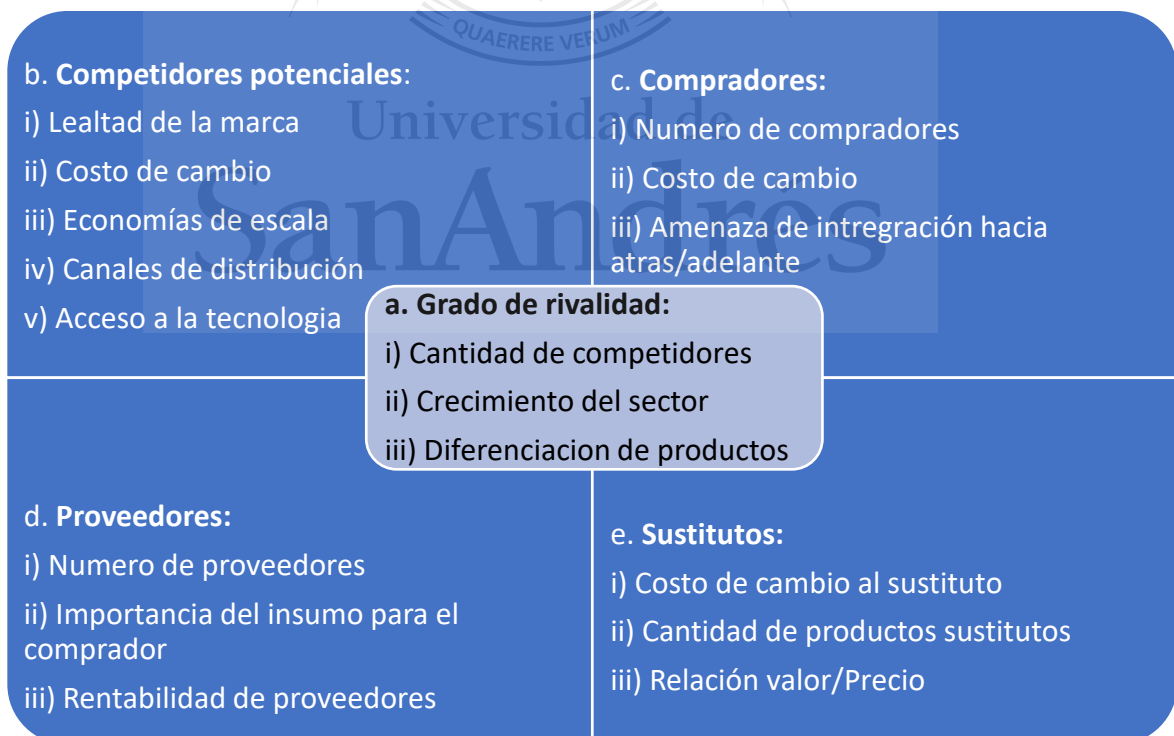 QUAERERE VERUM
Universidad de
SanAndrés
b. Competidores potenciales:
i) Lealtad de la marca
ii) Costo de cambio
iii) Economías de escala
iv) Canales de distribución
v) Acceso a la tecnologia
c. Compradores:
i) Numero de compradores
ii) Costo de cambio
iii) Amenaza de intregración hacia
atras/adelante
a. Grado de rivalidad:
i) Cantidad de competidores
ii) Crecimiento del sector
iii) Diferenciacion de productos
d. Proveedores:
i) Numero de proveedores
ii) Importancia del insumo para el
comprador
iii) Rentabilidad de proveedores
e. Sustitutos:
i) Costo de cambio al sustituto
ii) Cantidad de productos sustitutos
iii) Relación valor/Precio